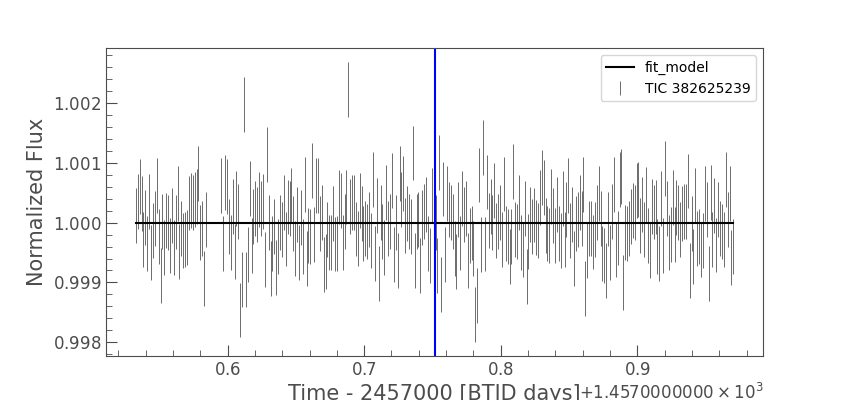 fit_model
TIC 382625239
1.002
1.001
1.000
0.999
0.998
Normalized Flux
0.6
0.7
0.8
0.9
Time - 2457000 [BTJD days]
+1.4570000000 × 10³